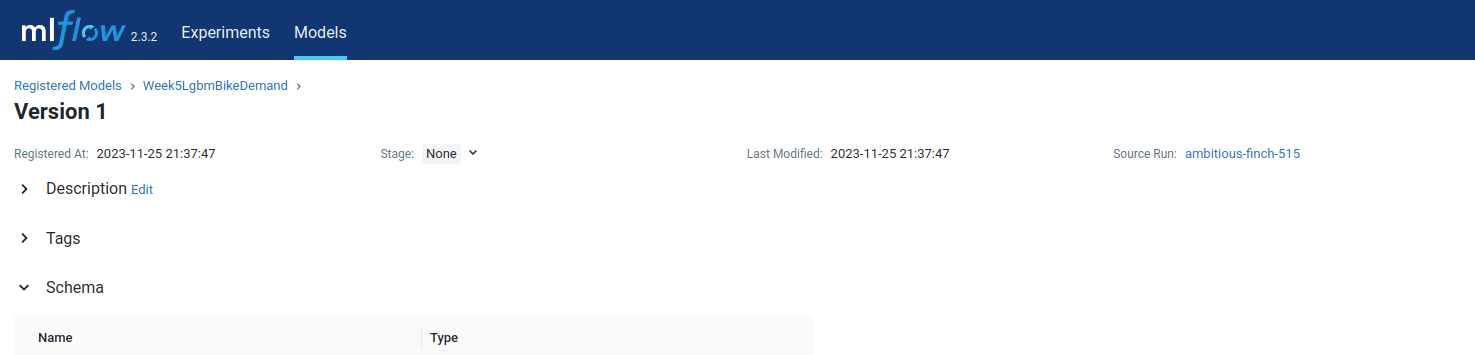 mlflow 2.3.2 Experiments Models
Registered Models › Week5LgbmBikeDemand ›
Version 1
Registered At: 2023-11-25 21:37:47 Stage: None Last Modified: 2023-11-25 21:37:47 Source Run: ambitious-finch-515
Description Edit
Tags
Schema
Name Type